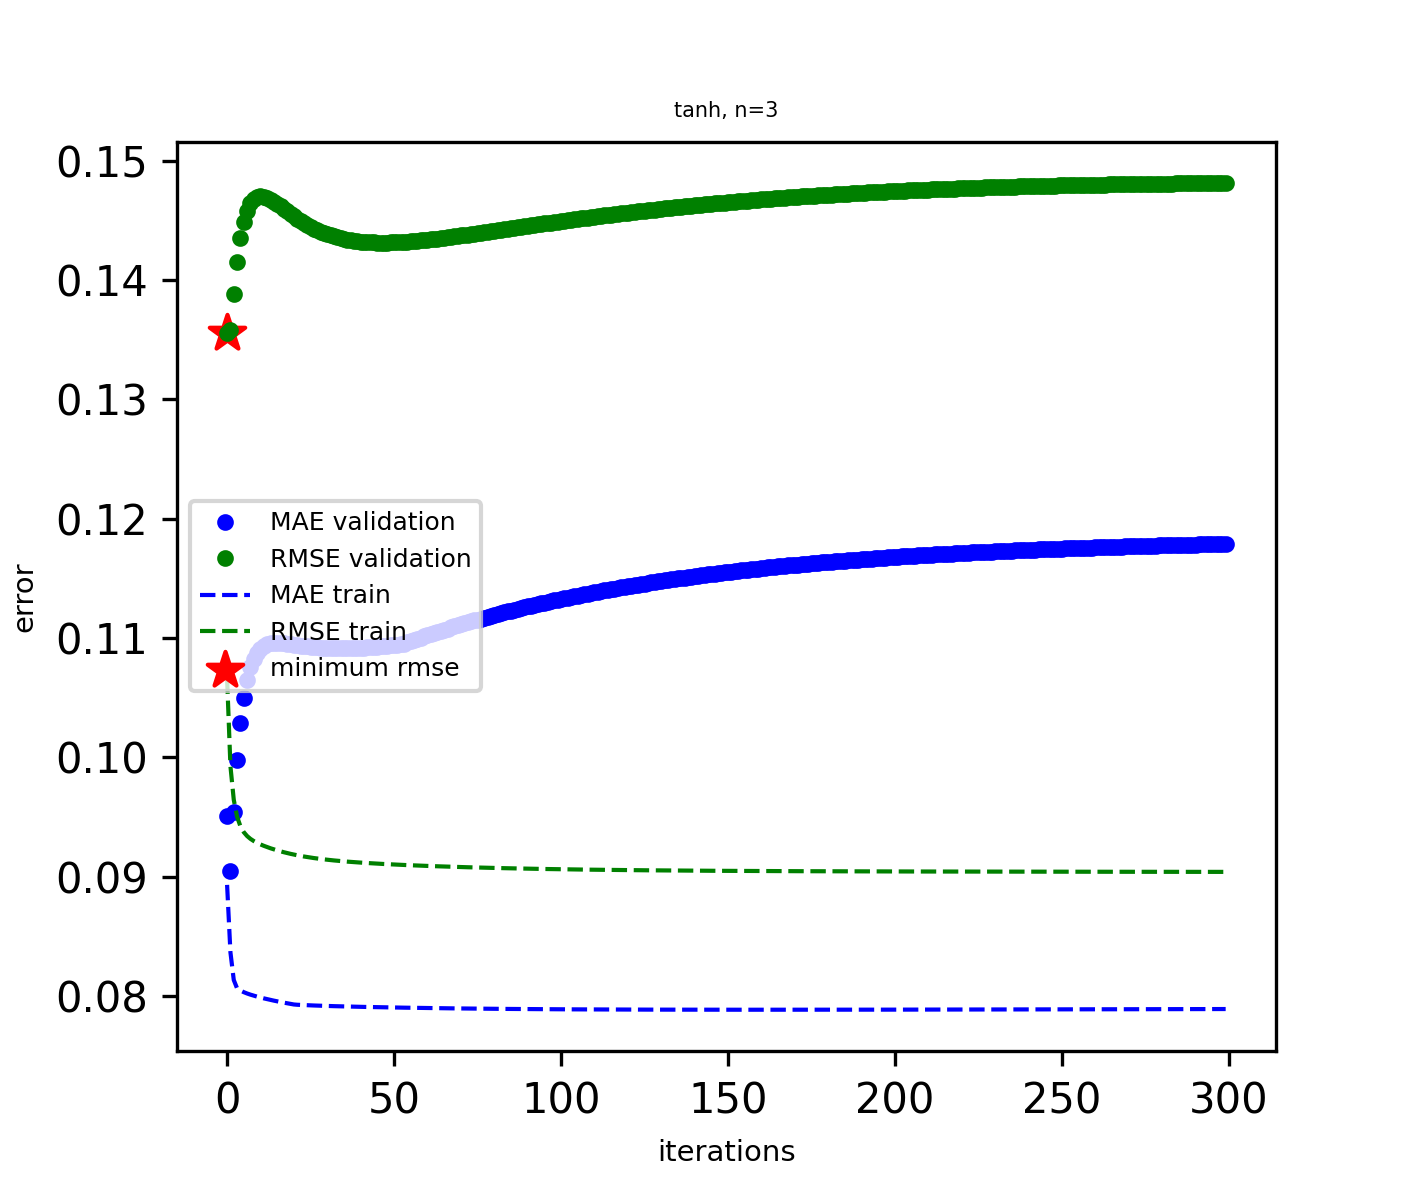 tanh, n=3
0.15
0.14
0.13
0.12
0.11
0.10
0.09
0.08
error
MAE validation
RMSE validation
MAE train
RMSE train
minimum rmse
0 50 100 150 200 250 300
iterations